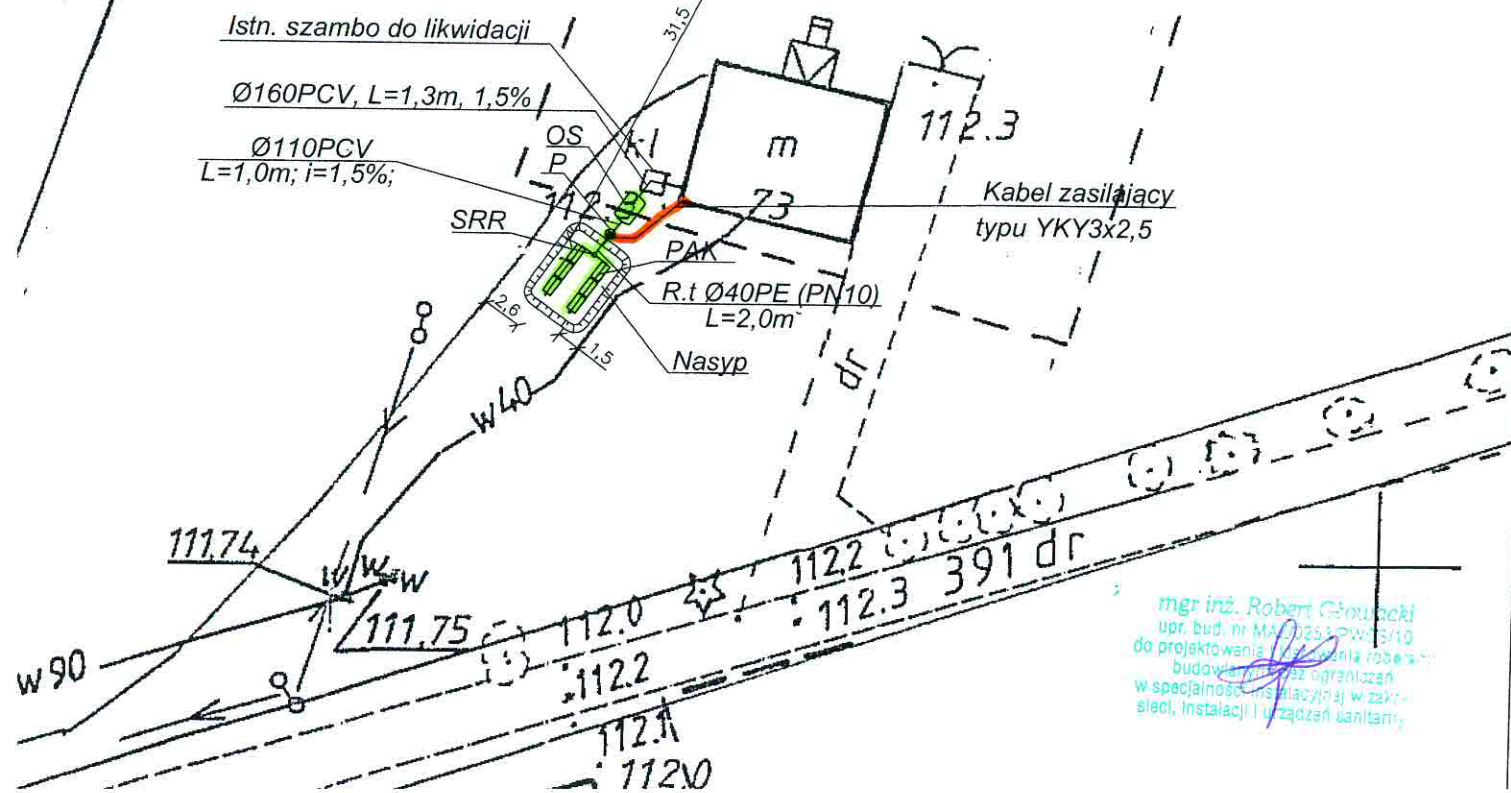 31,5
Istn. szambo do likwidacji
Ø160PCV, L=1,3m, 1,5%
112.3
OS
kl
m
Ø110PCV
L=1,0m; i=1,5%;
P
73
Kabel zasilający
typu YKY3x2,5
SRR
PAK
R.t Ø40PE (PN10)
L=2,0m
2,6
1,5
Nasyp
dr
w40
111.74
w
w
112.2
391 dr
112.3
112.0
111.75
w90
112.2
112.1
112.0
mgr inż. Robert
upr. bud. nr
do projektowania
budowlanymi bez ograniczeń
w specjalności instalacyjnej w
sieci, instalacji i urządzeń